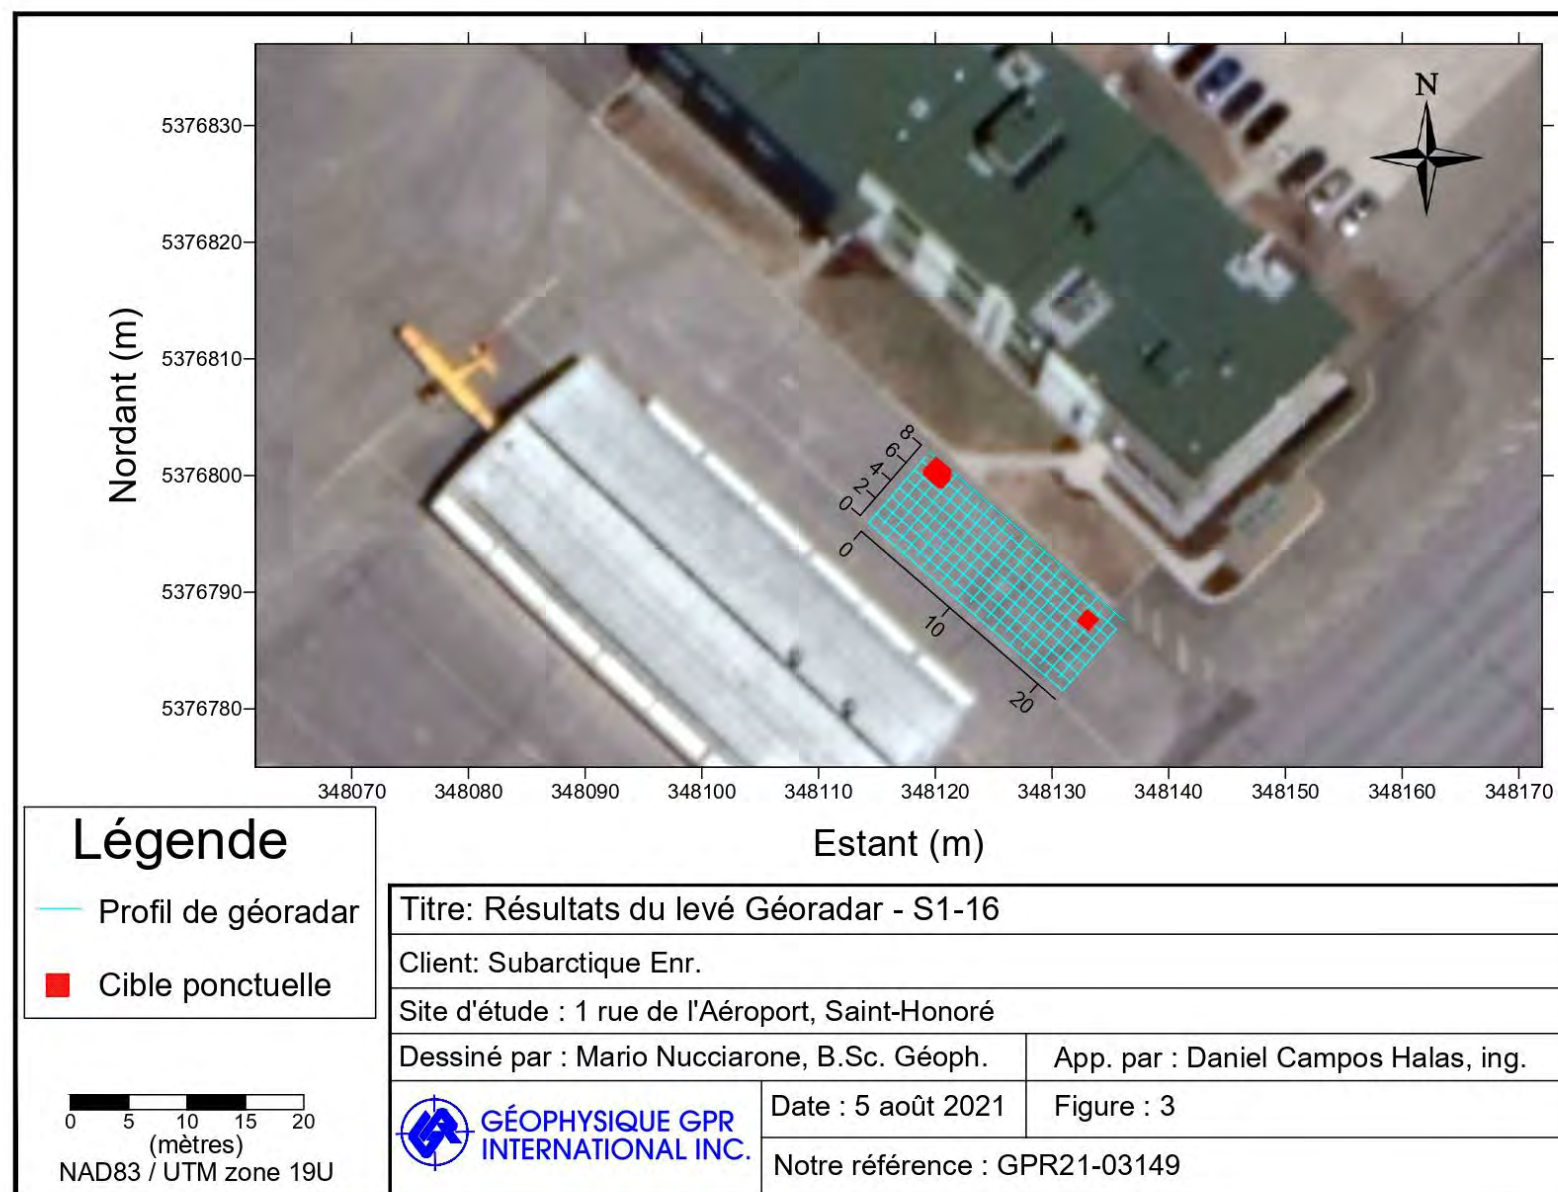 N
5376830
5376820
5376810
5376800
5376790
5376780
Nordant (m)
8
6
4
2
0
0
10
20
348070 348080 348090 348100 348110 348120 348130 348140 348150 348160 348170
Estant (m)
Légende
Profil de géoradar
Cible ponctuelle
0 5 10 15 20
(mètres)
NAD83 / UTM zone 19U
Titre: Résultats du levé Géoradar - S1-16
Client: Subarctique Enr.
Site d'étude : 1 rue de l'Aéroport, Saint-Honoré
Dessiné par : Mario Nucciarone, B.Sc. Géoph.
App. par : Daniel Campos Halas, ing.
GÉOPHYSIQUE GPR
INTERNATIONAL INC.
Date : 5 août 2021
Figure : 3
Notre référence : GPR21-03149